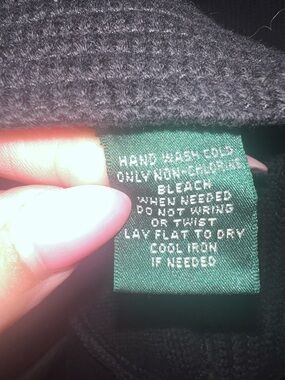 HAND WASH COLD
ONLY NON-CHLORINE
BLEACH
WHEN NEEDED
DO NOT WRING
OR TWIST
LAY FLAT TO DRY
COOL IRON
IF NEEDED